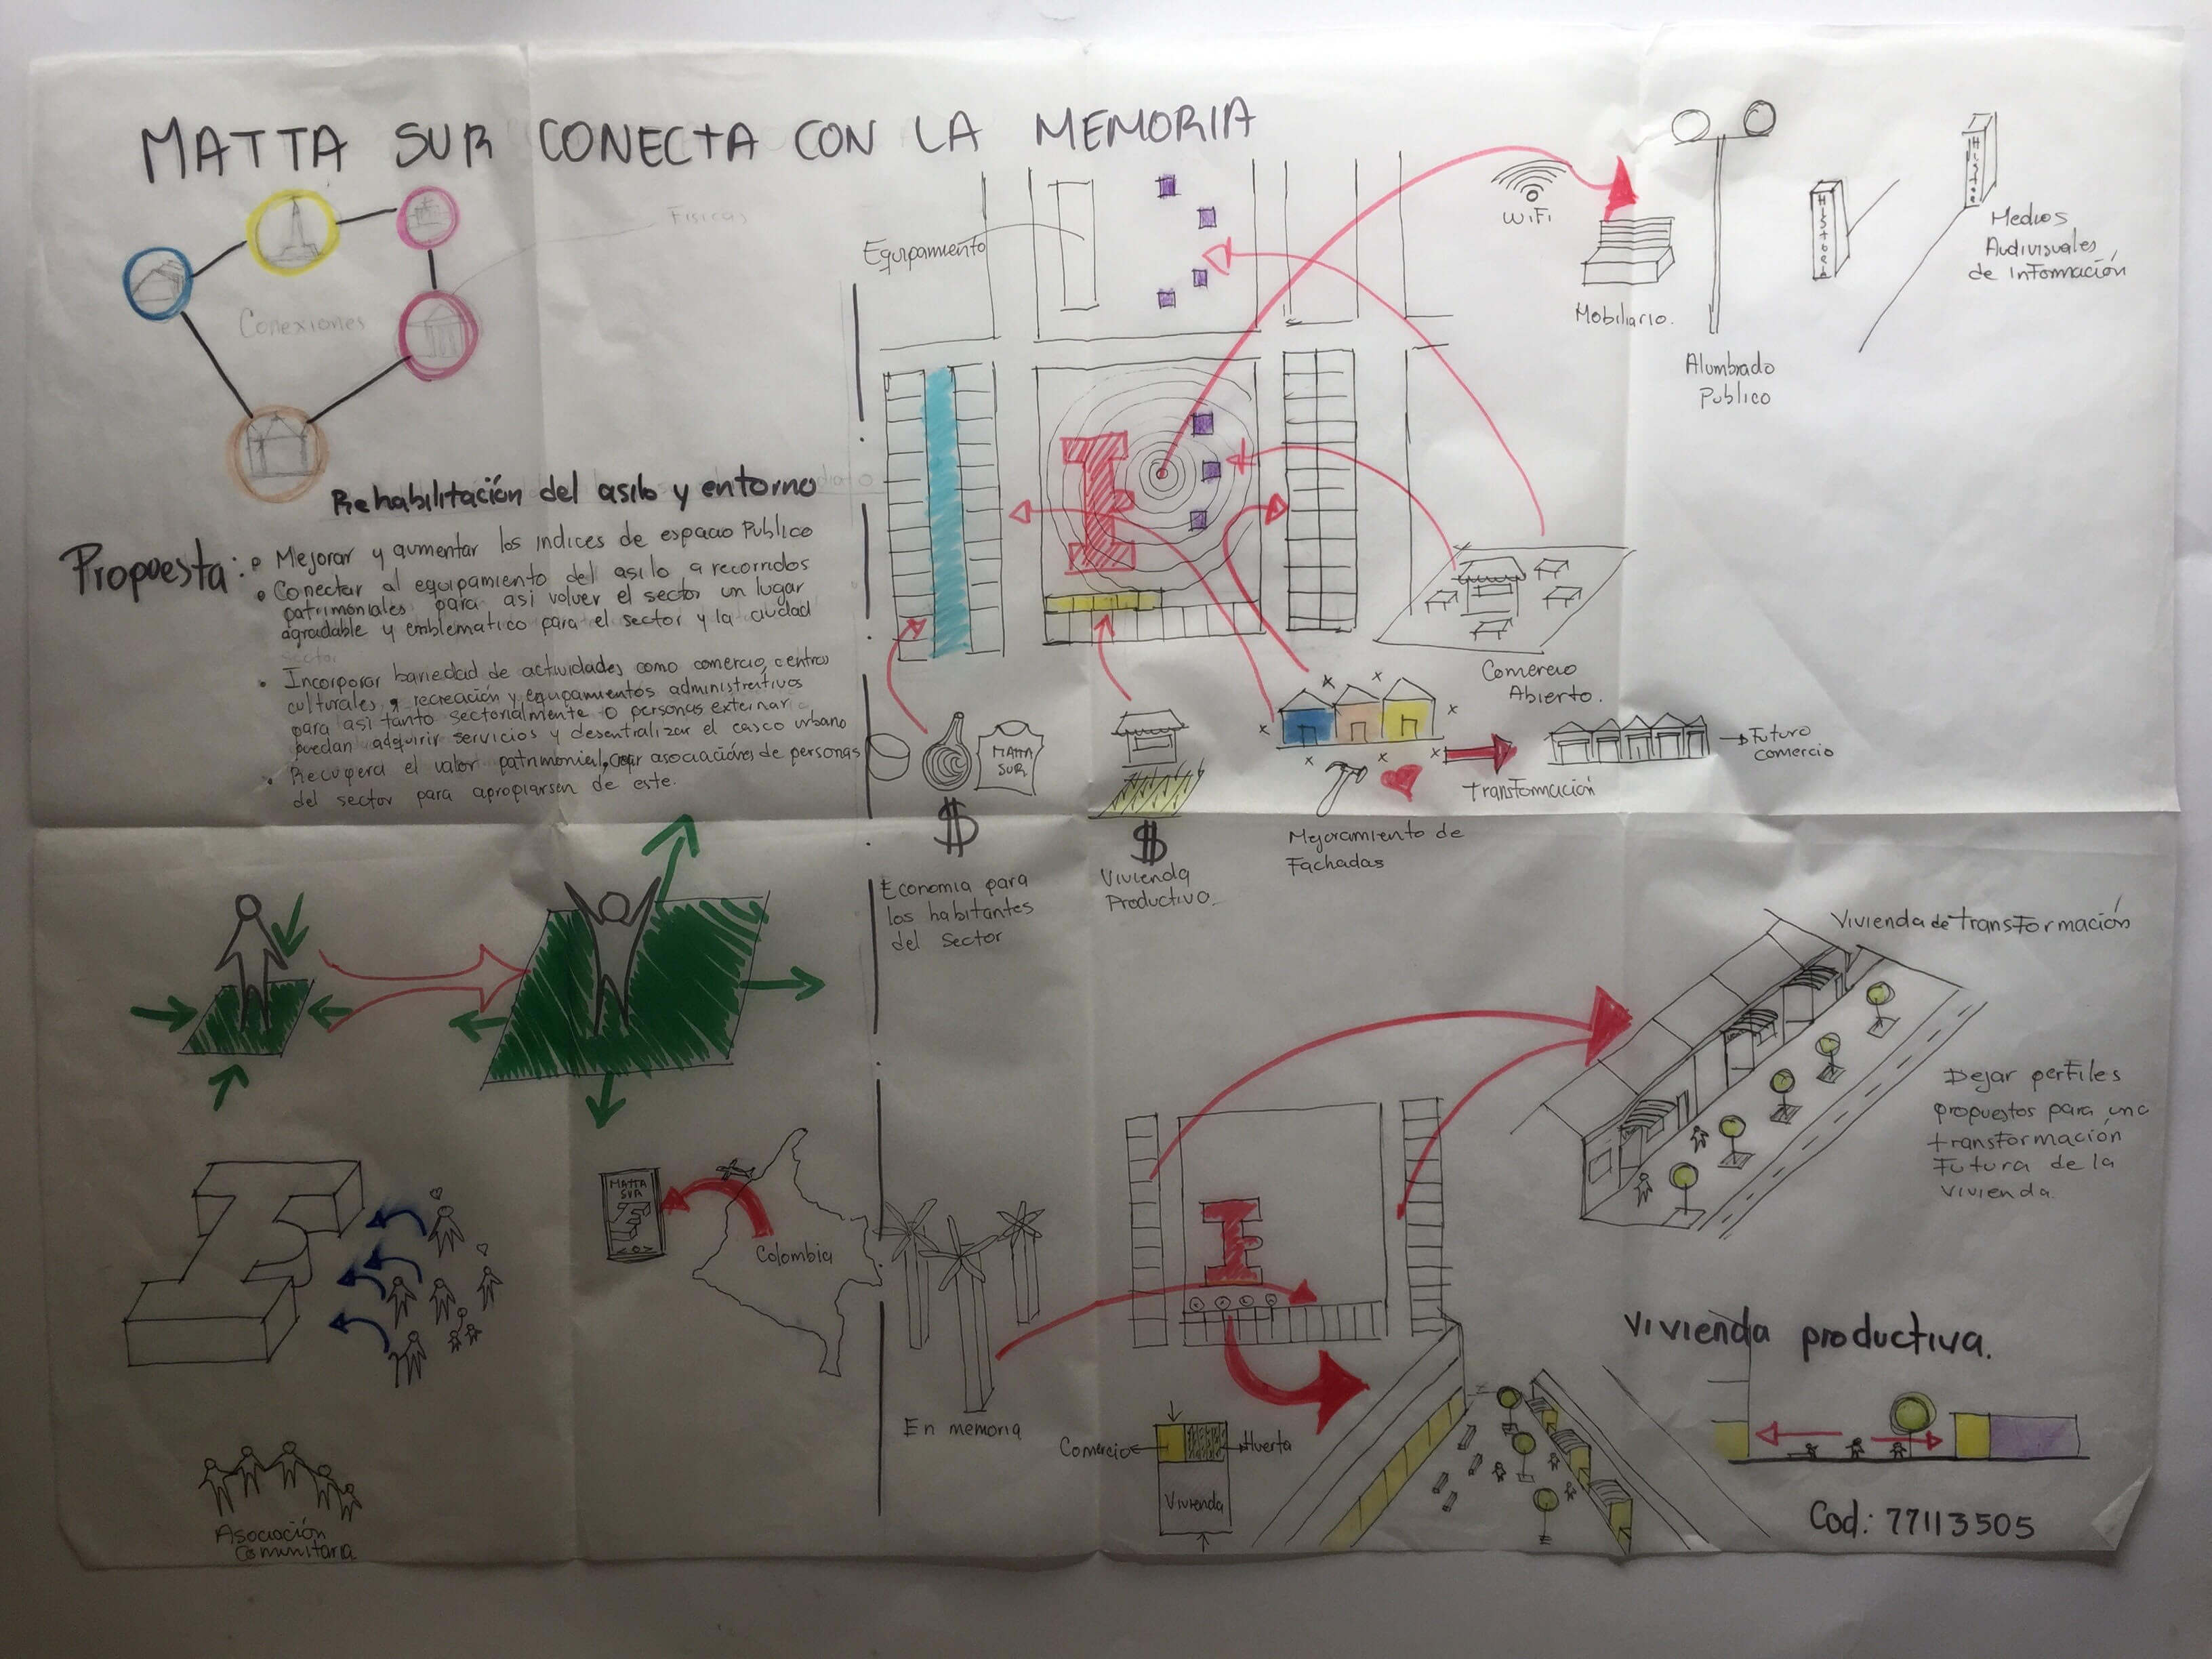 MATTA SUR CONECTA CON LA MEMORIA
Fisicas
Conexiones
Rehabilitación del asilo y entorno
Propuesta:
• Mejorar y aumentar los indices de espacio Publico
• Conectar al equipamiento del asilo a recorridos
patrimoniales para asi volver el sector un lugar
agradable y emblematico para el sector y la ciudad
sector
• Incorporar bariedad de actividades como comercio, centros
culturales, recreación y equipamientos administrativos
para asi tanto sectorialmente o personas externar
puedan adquirir servicios y desentralizar el casco urbano
• Recupera el valor patrimonial, crear asociaciónes de personas
del sector para apropiarsen de este.
Equipamiento
WiFi
Mobiliario.
Alumbrado
Publico
Historia
Histor
Medios
Audivisuales
de información
Comercio
Abierto.
MATTA
SUR
$
Economia para
los habitantes
del sector
$
Vivienda
Productivo.
Mejoramiento de
Fachadas
Transformación
Futuro
comercio
MATTA
SUR
Colombia
Asociación
Comunitaria
En memoria
Vivienda de transformación
Dejar perfiles
propuestos para una
transformación
Futura de la
vivienda.
Comercio
Huerta
Vivienda
Vivienda productiva.
Cod.: 77113505